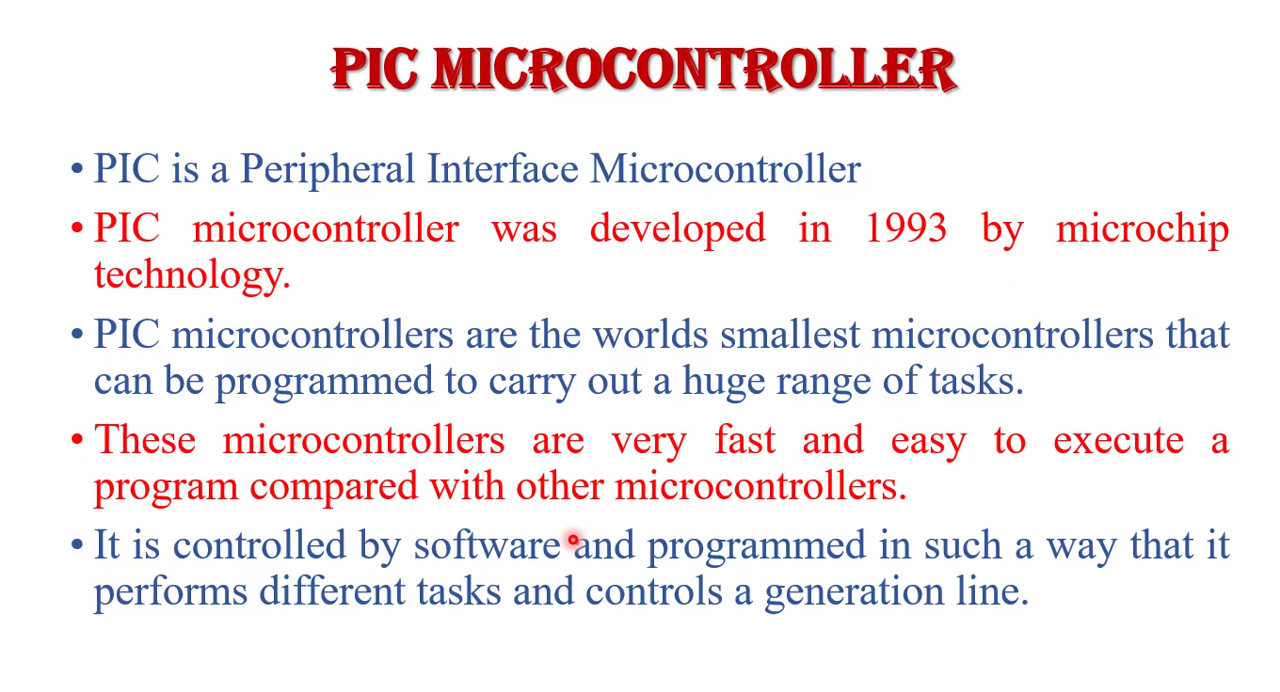 PIC MICROCONTROLLER
• PIC is a Peripheral Interface Microcontroller
• PIC microcontroller was developed in 1993 by microchip
technology.
• PIC microcontrollers are the worlds smallest microcontrollers that
can be programmed to carry out a huge range of tasks.
• These microcontrollers are very fast and easy to execute a
program compared with other microcontrollers.
• It is controlled by software and programmed in such a way that it
performs different tasks and controls a generation line.